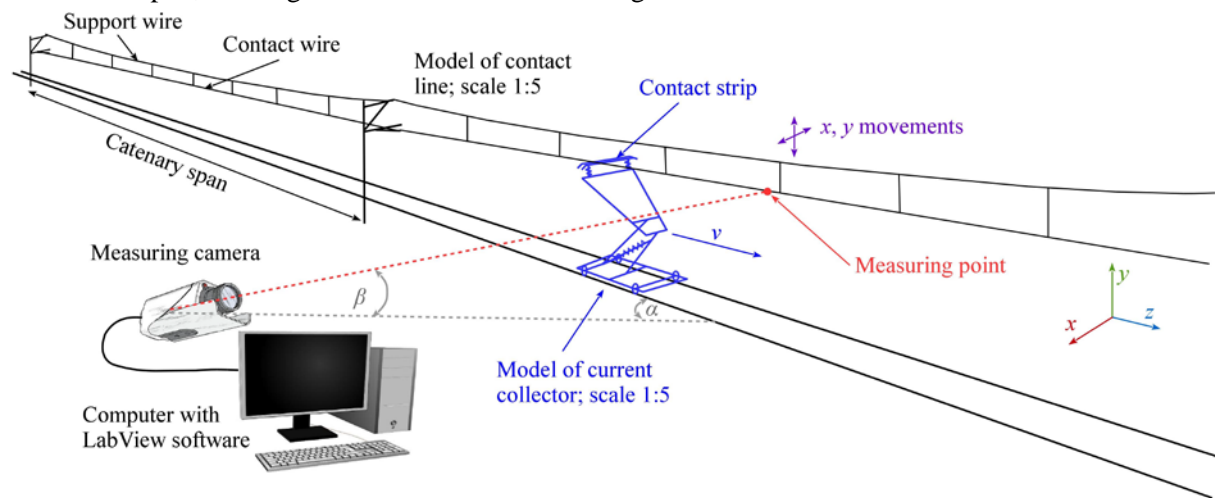 Support wire
Contact wire
Model of contact
line; scale 1:5
Contact strip
x, y movements
Catenary span
v
Measuring camera
Measuring point
β
α
y
x
z
Model of current
collector; scale 1:5
Computer with
LabView software